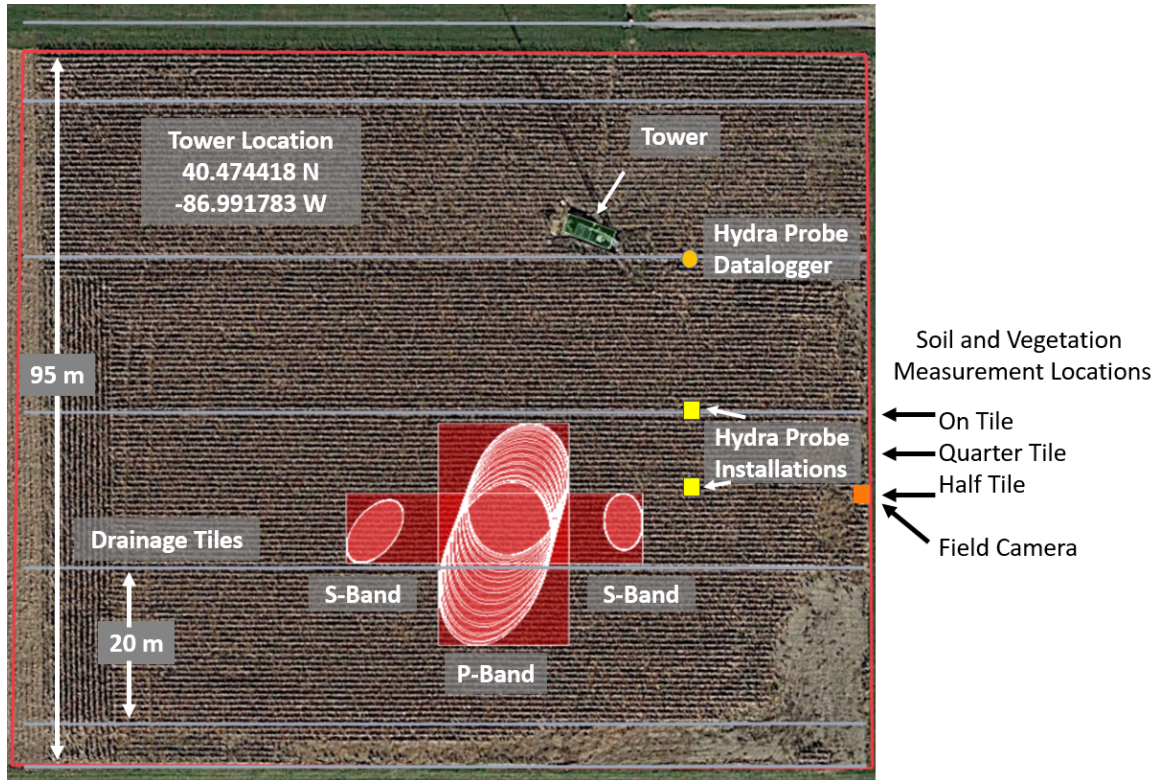 Tower Location
40.474418 N
-86.991783 W
Tower
Hydra Probe
Datalogger
95 m
Soil and Vegetation
Measurement Locations
On Tile
Quarter Tile
Half Tile
Field Camera
Hydra Probe
Installations
Drainage Tiles
S-Band
S-Band
20 m
P-Band